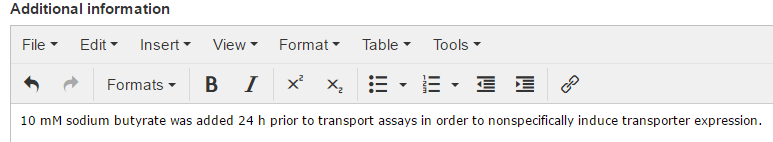 Additional information
File Edit Insert View Format Table Tools
Formats B I x² x₂
10 mM sodium butyrate was added 24 h prior to transport assays in order to nonspecifically induce transporter expression.